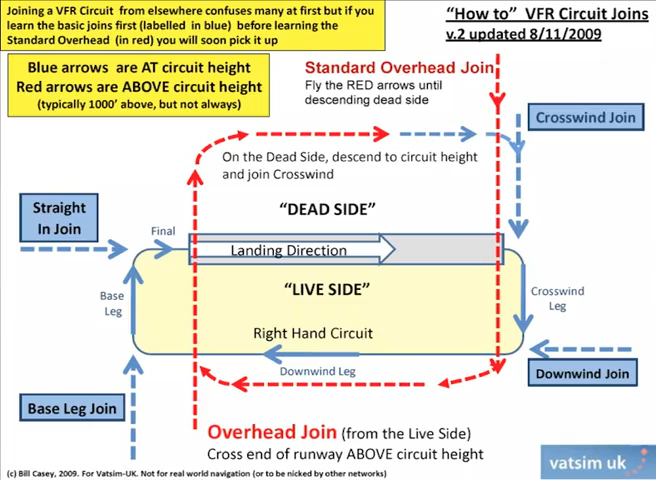 Joining a VFR Circuit from elsewhere confuses many at first but if you
learn the basic joins first (labelled in blue) before learning the
Standard Overhead (in red) you will soon pick it up
"How to" VFR Circuit Joins
v.2 updated 8/11/2009
Blue arrows are AT circuit height
Red arrows are ABOVE circuit height
(typically 1000' above, but not always)
Standard Overhead Join
Fly the RED arrows until
descending dead side
Crosswind Join
On the Dead Side, descend to circuit height
and join Crosswind
Straight
In Join
"DEAD SIDE"
Final
Landing Direction
"LIVE SIDE"
Base
Leg
Crosswind
Leg
Right Hand Circuit
Downwind Leg
Downwind Join
Base Leg Join
Overhead Join (from the Live Side)
Cross end of runway ABOVE circuit height
vatsim uk
(c) Bill Casey, 2009. For Vatsim-UK. Not for real world navigation (or to be nicked by other networks)